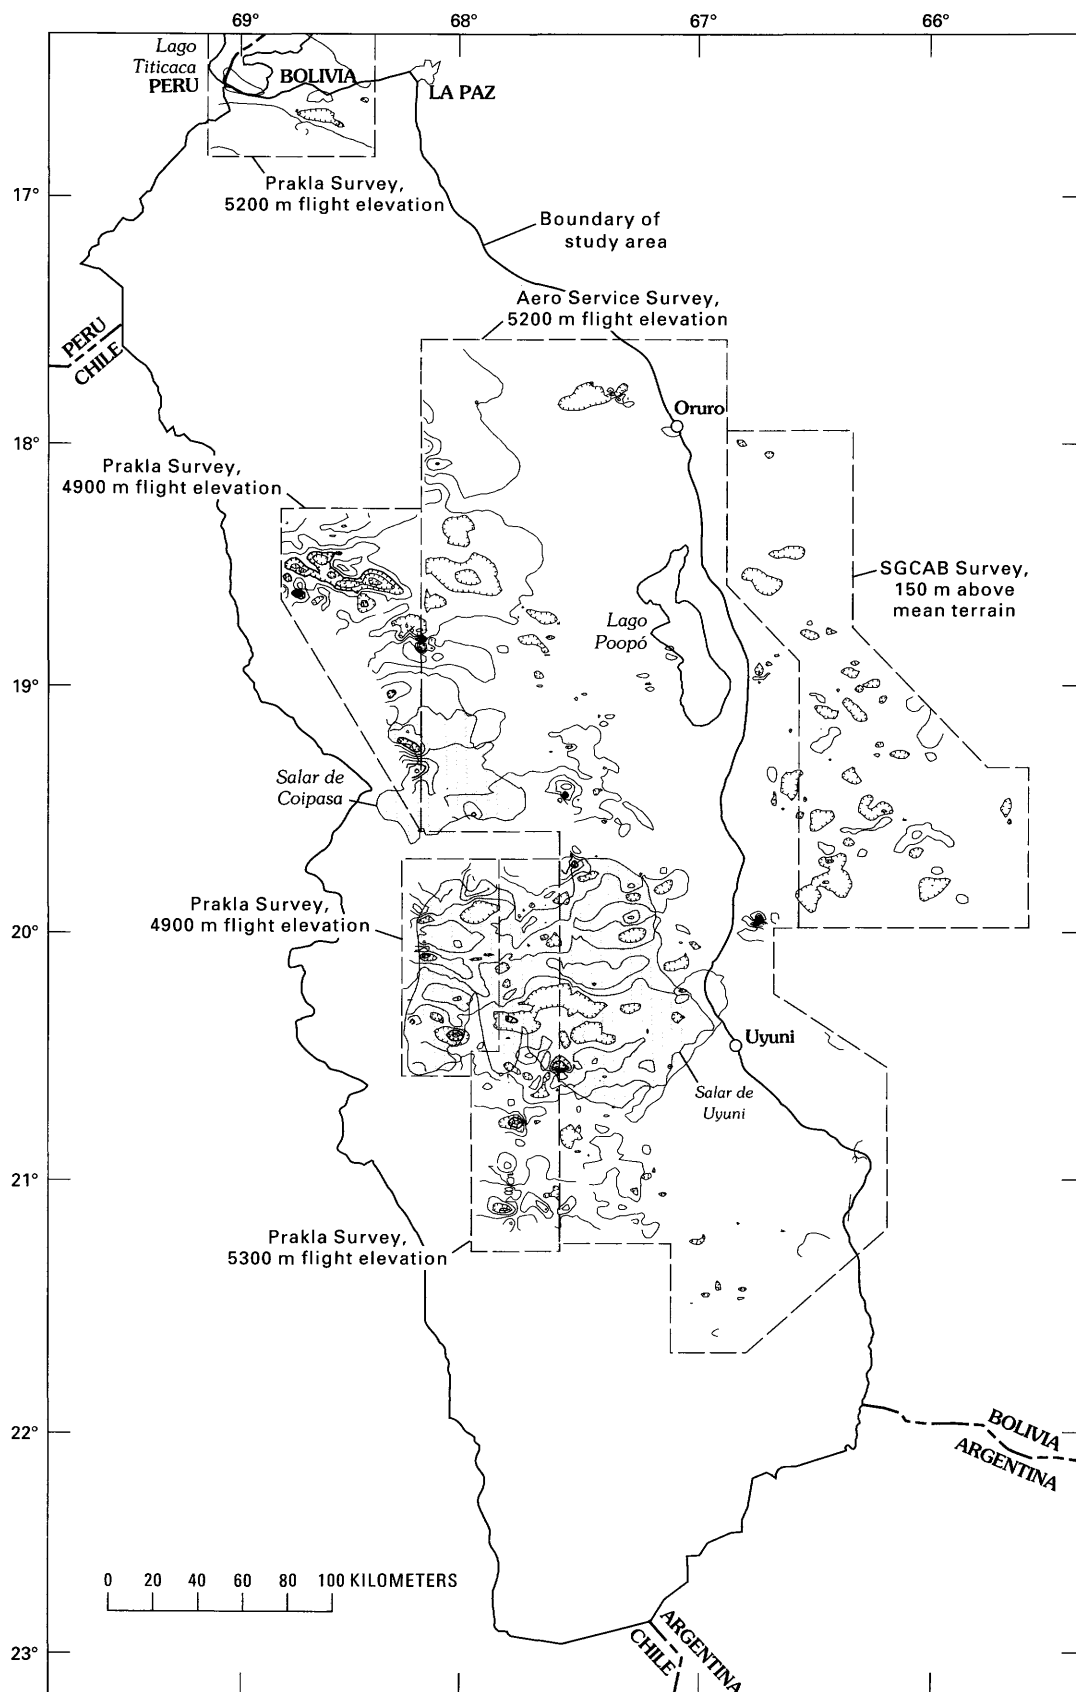 69° 68° 67° 66°
Lago
Titicaca
PERU
BOLIVIA
LA PAZ
Prakla Survey,
5200 m flight elevation
17°
Boundary of
study area
Aero Service Survey,
5200 m flight elevation
PERU
CHILE
Oruro
18°
Prakla Survey,
4900 m flight elevation
SGCAB Survey,
150 m above
mean terrain
Lago
Poopó
19°
Salar de
Coipasa
Prakla Survey,
4900 m flight elevation
20°
Uyuni
Salar de
Uyuni
21°
Prakla Survey,
5300 m flight elevation
22°
BOLIVIA
ARGENTINA
0 20 40 60 80 100 KILOMETERS
23°
ARGENTINA
CHILE